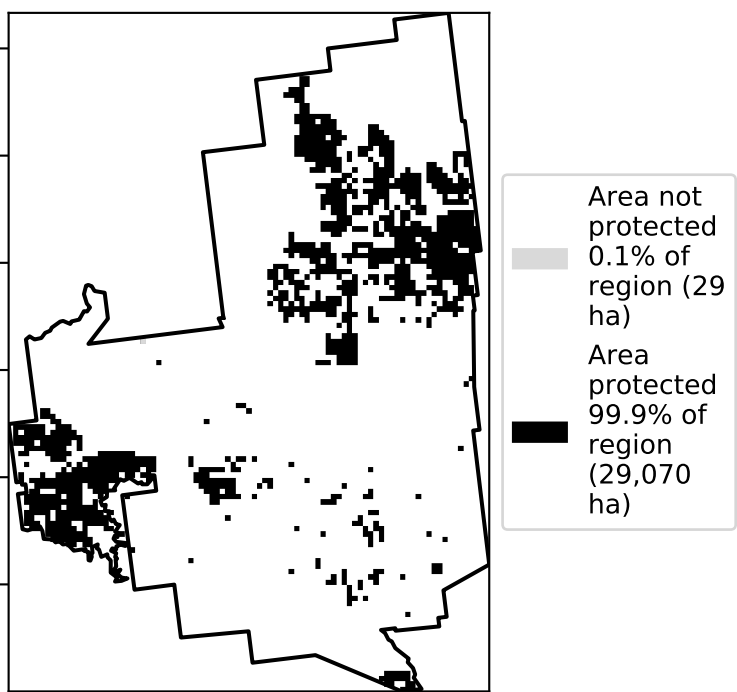 Area not
protected
0.1% of
region (29
ha)
Area
protected
99.9% of
region
(29,070
ha)